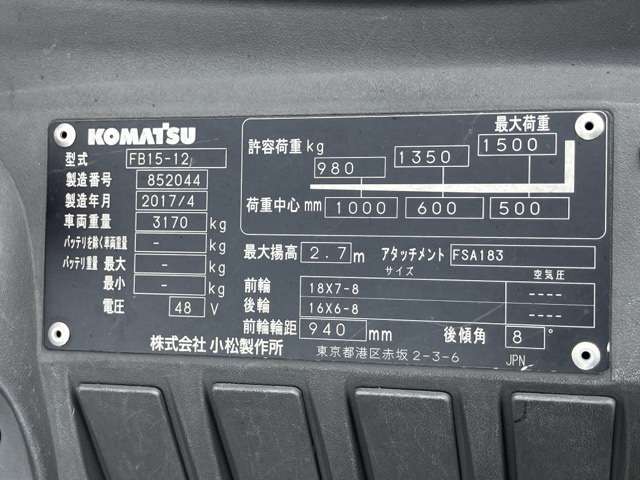 KOMATSU
型式 FB15-12
製造番号 852044
製造年月 2017/4
車両重量 3170 kg
バッテリを除く車両重量 - kg
バッテリ重量 最大 - kg
最小 - kg
電圧 48 V
株式会社 小松製作所
最大荷重
許容荷重 kg 980 1350 1500
荷重中心 mm 1000 600 500
最大揚高 2.7 m アタッチメント FSA183
サイズ 空気圧
前輪 18X7-8 ----
後輪 16X6-8 ----
前輪輪距 940 mm 後傾角 8 °
東京都港区赤坂2-3-6 JPN